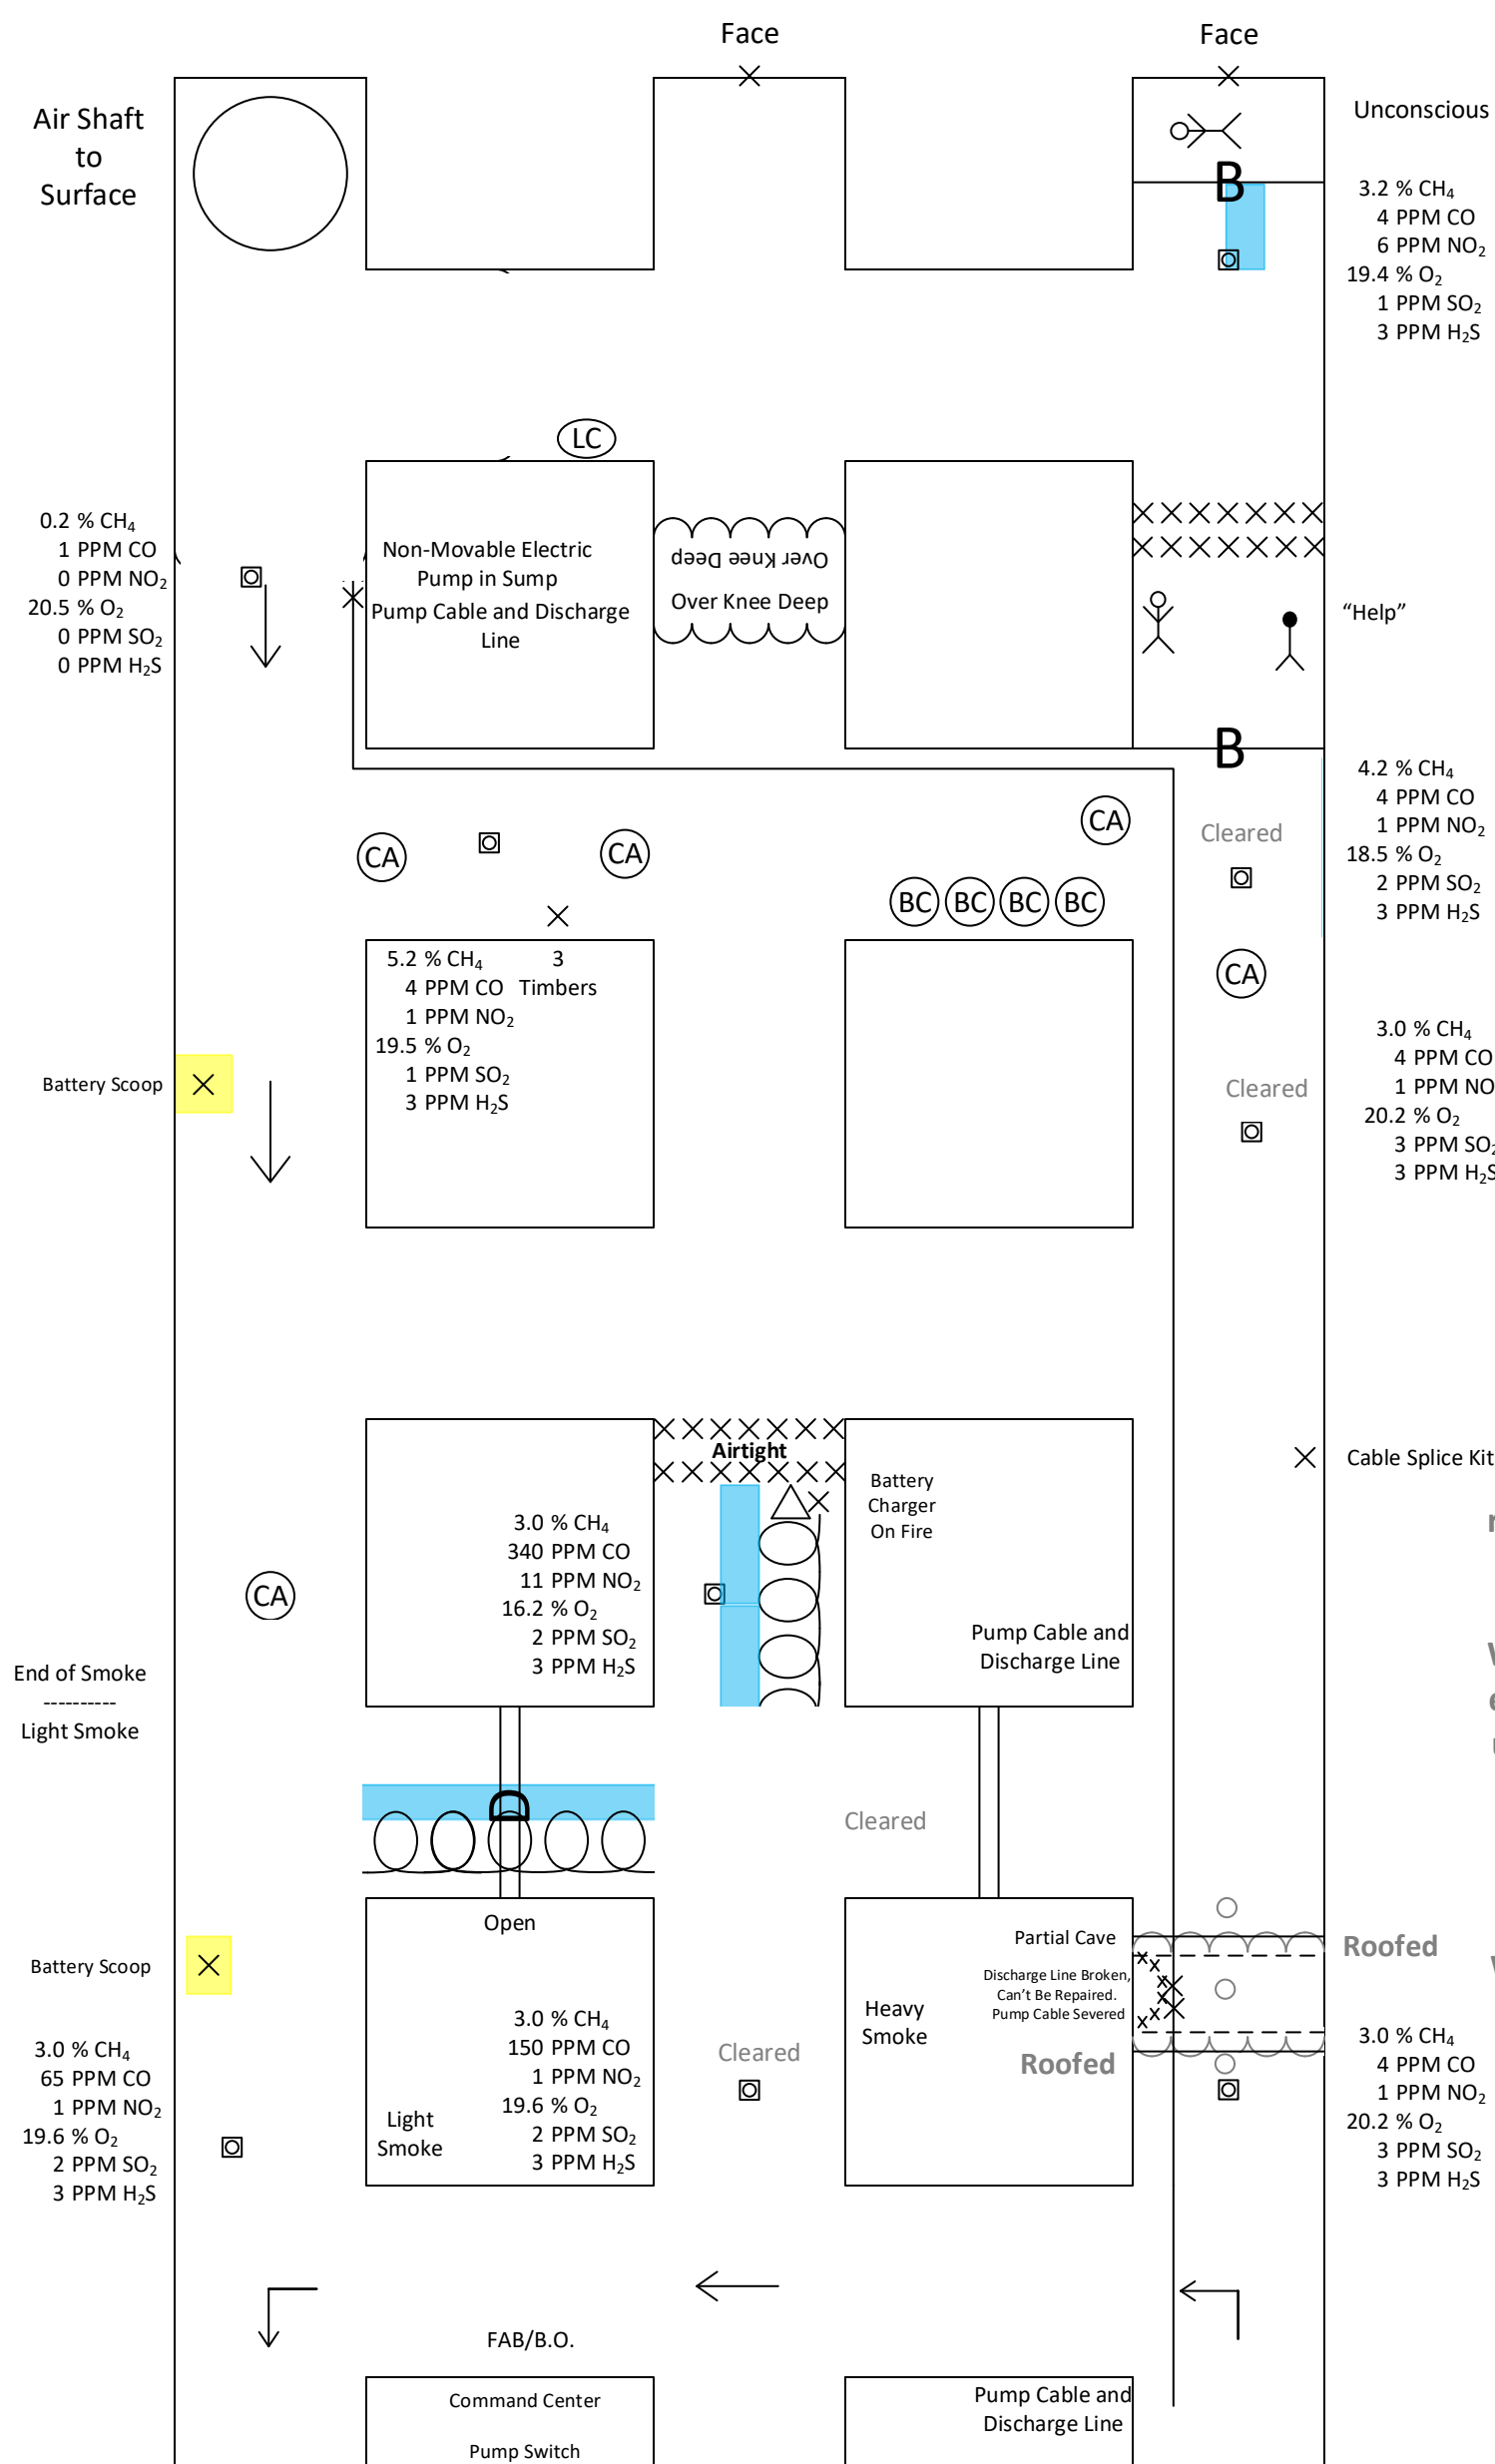 Face
Face
Air Shaft
to
Surface
Unconscious
B
3.2 % CH₄
4 PPM CO
6 PPM NO₂
19.4 % O₂
1 PPM SO₂
3 PPM H₂S
LC
0.2 % CH₄
1 PPM CO
0 PPM NO₂
20.5 % O₂
0 PPM SO₂
0 PPM H₂S
Non-Movable Electric
Pump in Sump
Pump Cable and Discharge
Line
Over Knee Deep
Over Knee Deep
“Help”
B
4.2 % CH₄
4 PPM CO
1 PPM NO₂
18.5 % O₂
2 PPM SO₂
3 PPM H₂S
CA
CA
CA
Cleared
BC BC BC BC
CA
5.2 % CH₄
4 PPM CO
1 PPM NO₂
19.5 % O₂
1 PPM SO₂
3 PPM H₂S
3
Timbers
Battery Scoop
Cleared
3.0 % CH₄
4 PPM CO
1 PPM NO
20.2 % O₂
3 PPM SO₂
3 PPM H₂S
Airtight
Cable Splice Kit
Battery
Charger
On Fire
3.0 % CH₄
340 PPM CO
11 PPM NO₂
16.2 % O₂
2 PPM SO₂
3 PPM H₂S
CA
Pump Cable and
Discharge Line
End of Smoke
----------
Light Smoke
D
Cleared
Open
Battery Scoop
Partial Cave
Roofed
Discharge Line Broken,
Can’t Be Repaired.
Pump Cable Severed
Heavy
Smoke
Roofed
3.0 % CH₄
65 PPM CO
1 PPM NO₂
19.6 % O₂
2 PPM SO₂
3 PPM H₂S
Light
Smoke
3.0 % CH₄
150 PPM CO
1 PPM NO₂
19.6 % O₂
2 PPM SO₂
3 PPM H₂S
Cleared
3.0 % CH₄
4 PPM CO
1 PPM NO₂
20.2 % O₂
3 PPM SO₂
3 PPM H₂S
FAB/B.O.
Command Center
Pump Switch
Pump Cable and
Discharge Line